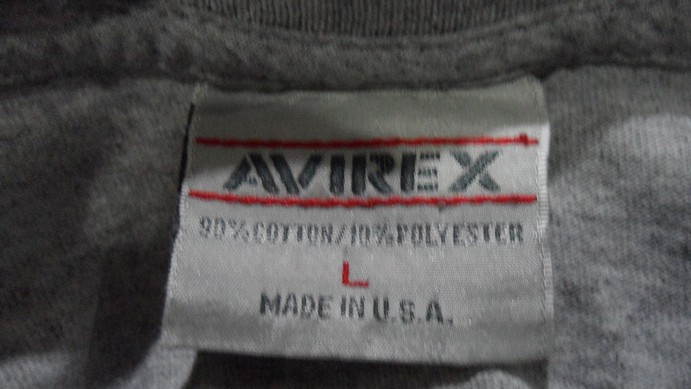 AVIREX
90%COTTON/10%POLYESTER
L
MADE IN U.S.A.